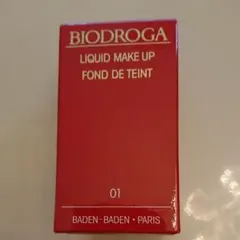 BIODROGA
LIQUID MAKE UP
FOND DE TEINT
01
BADEN-BADEN • PARIS